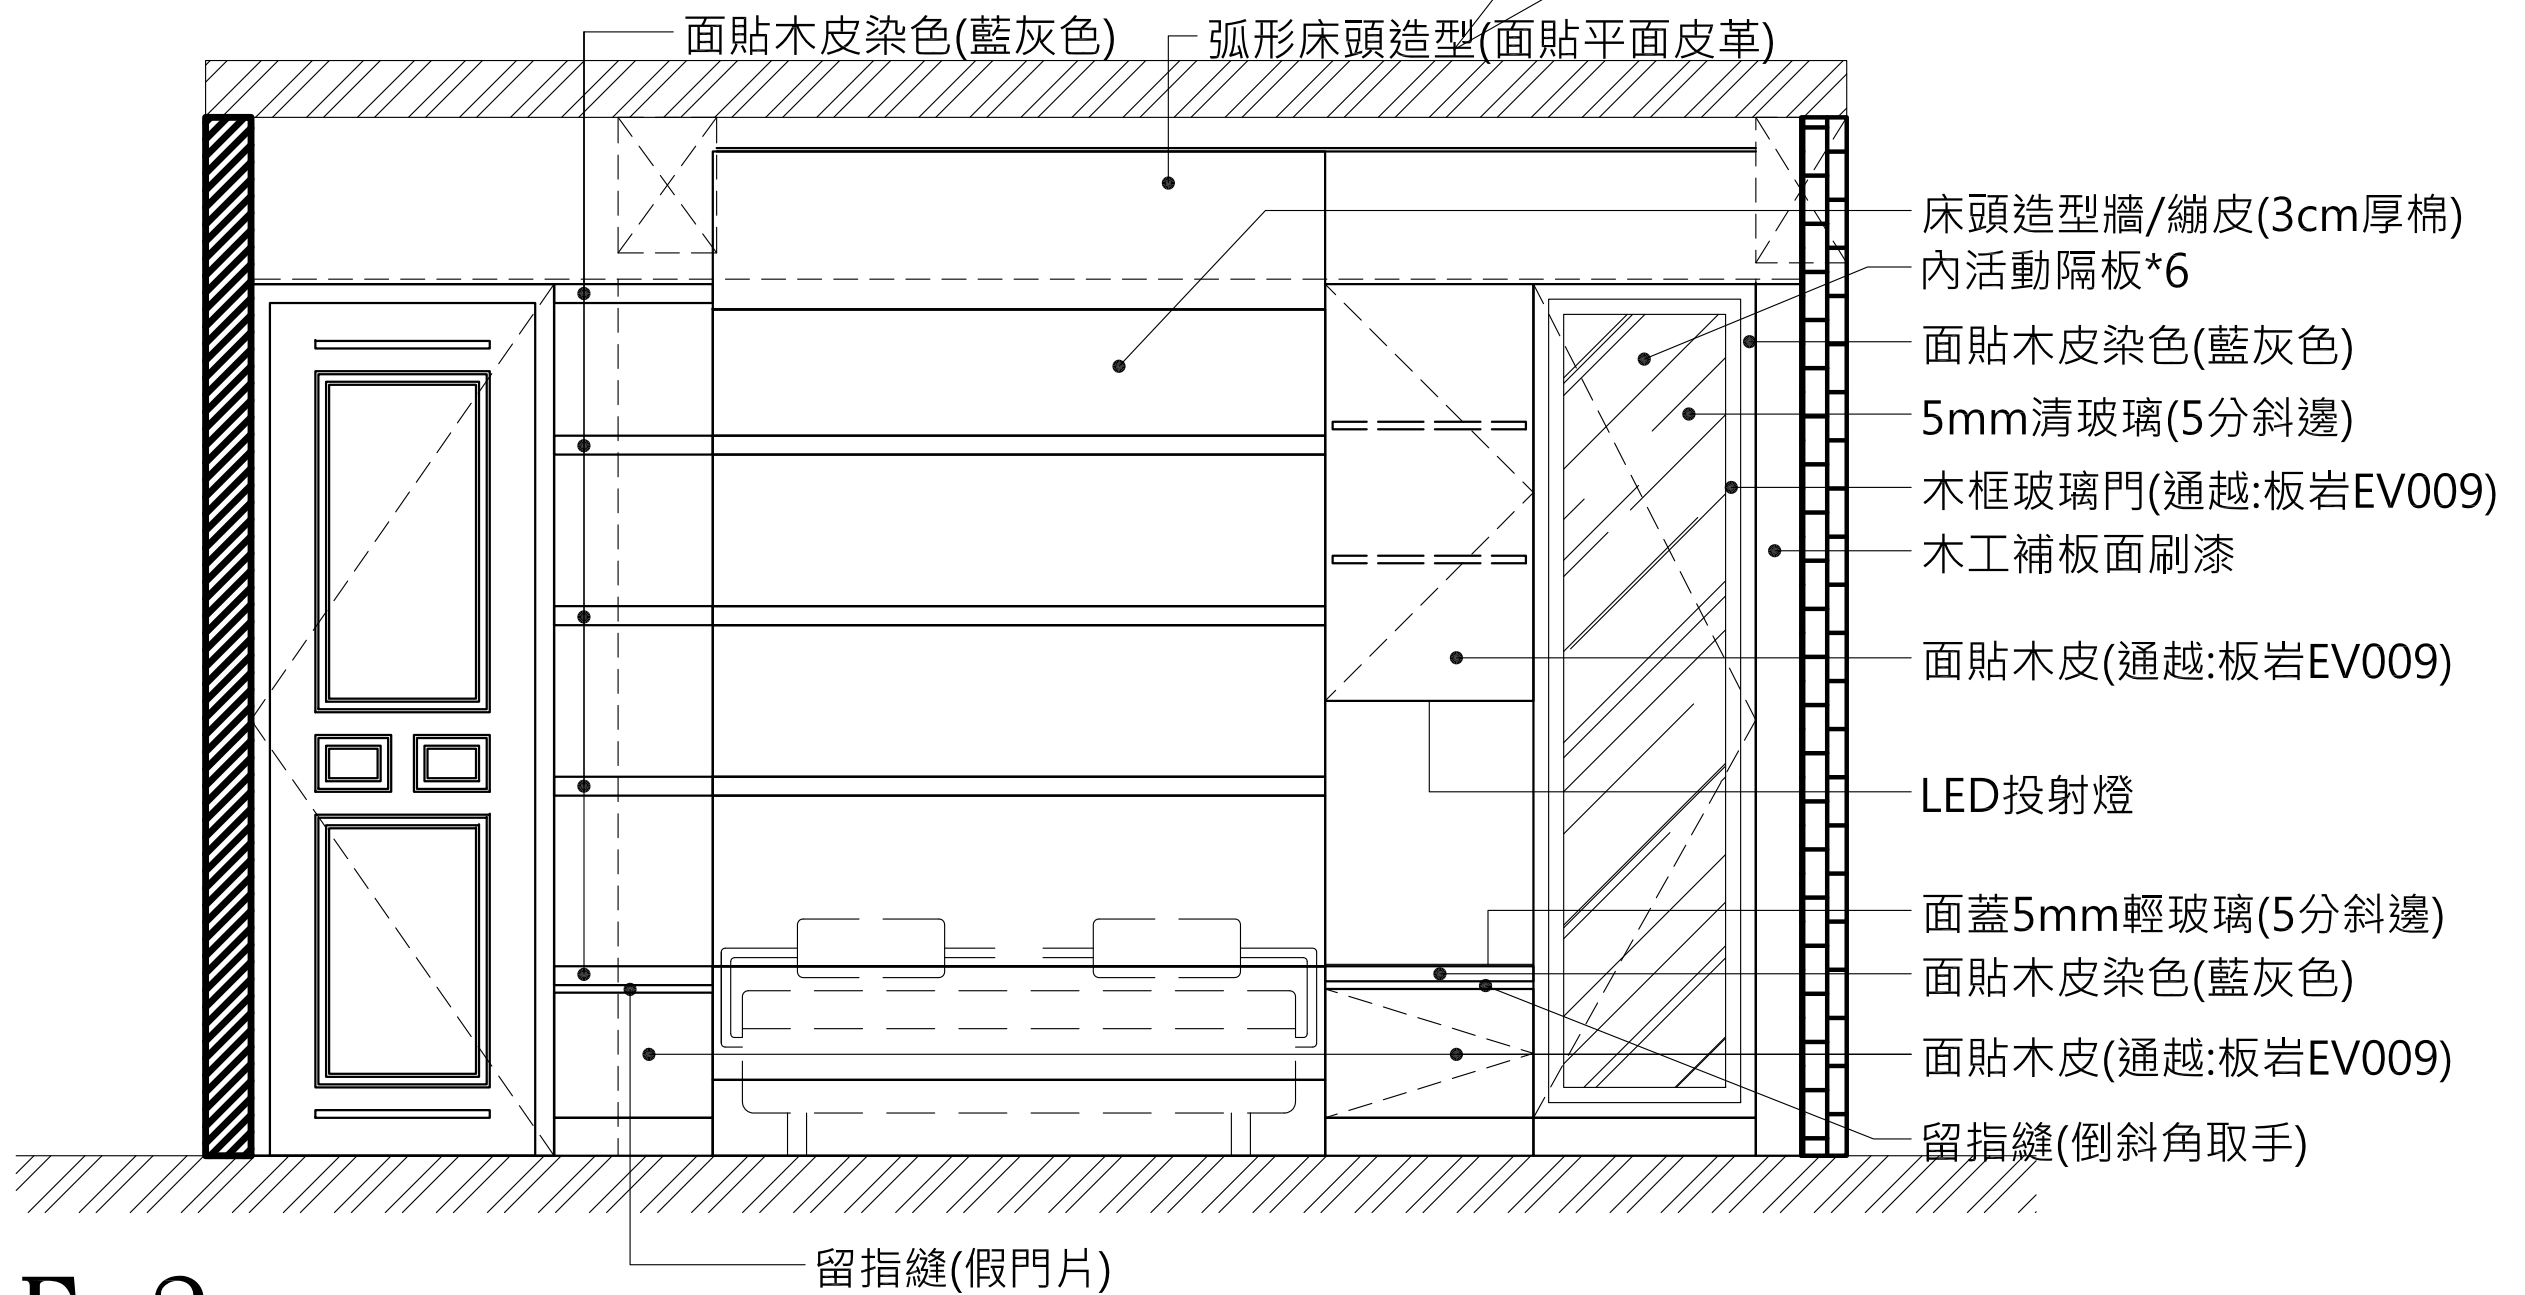 面貼木皮染色(藍灰色)
弧形床頭造型(面貼平面皮革)
床頭造型牆/繃皮(3cm厚棉)
內活動隔板*6
面貼木皮染色(藍灰色)
5mm清玻璃(5分斜邊)
木框玻璃門(通越:板岩EV009)
木工補板面刷漆
面貼木皮(通越:板岩EV009)
LED投射燈
面蓋5mm輕玻璃(5分斜邊)
面貼木皮染色(藍灰色)
面貼木皮(通越:板岩EV009)
留指縫(倒斜角取手)
留指縫(假門片)